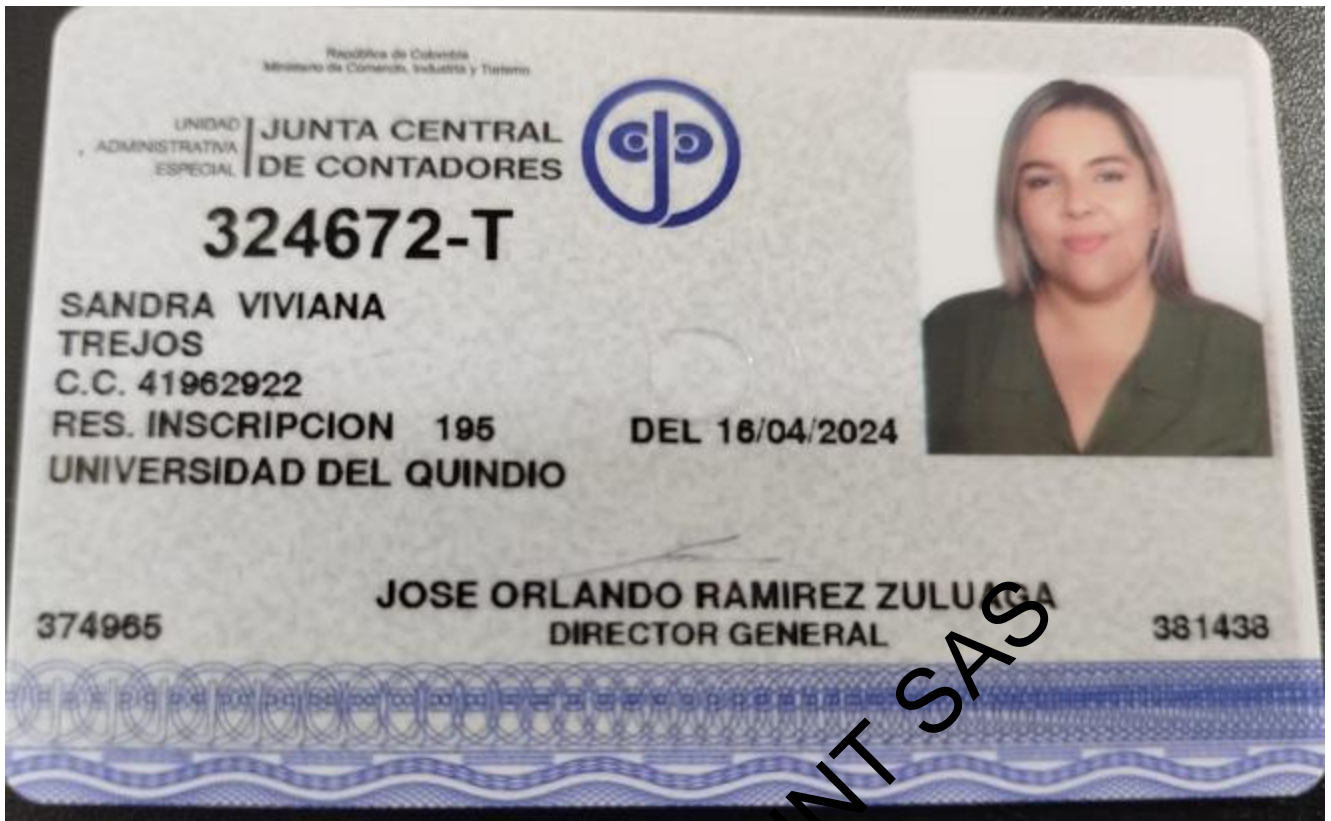 República de Colombia
Ministerio de Comercio, Industria y Turismo
UNIDAD
ADMINISTRATIVA
ESPECIAL
JUNTA CENTRAL
DE CONTADORES
324672-T
SANDRA VIVIANA
TREJOS
C.C. 41962922
RES. INSCRIPCION 195 DEL 16/04/2024
UNIVERSIDAD DEL QUINDIO
JOSE ORLANDO RAMIREZ ZULUAGA
DIRECTOR GENERAL
374965 381438
SAS